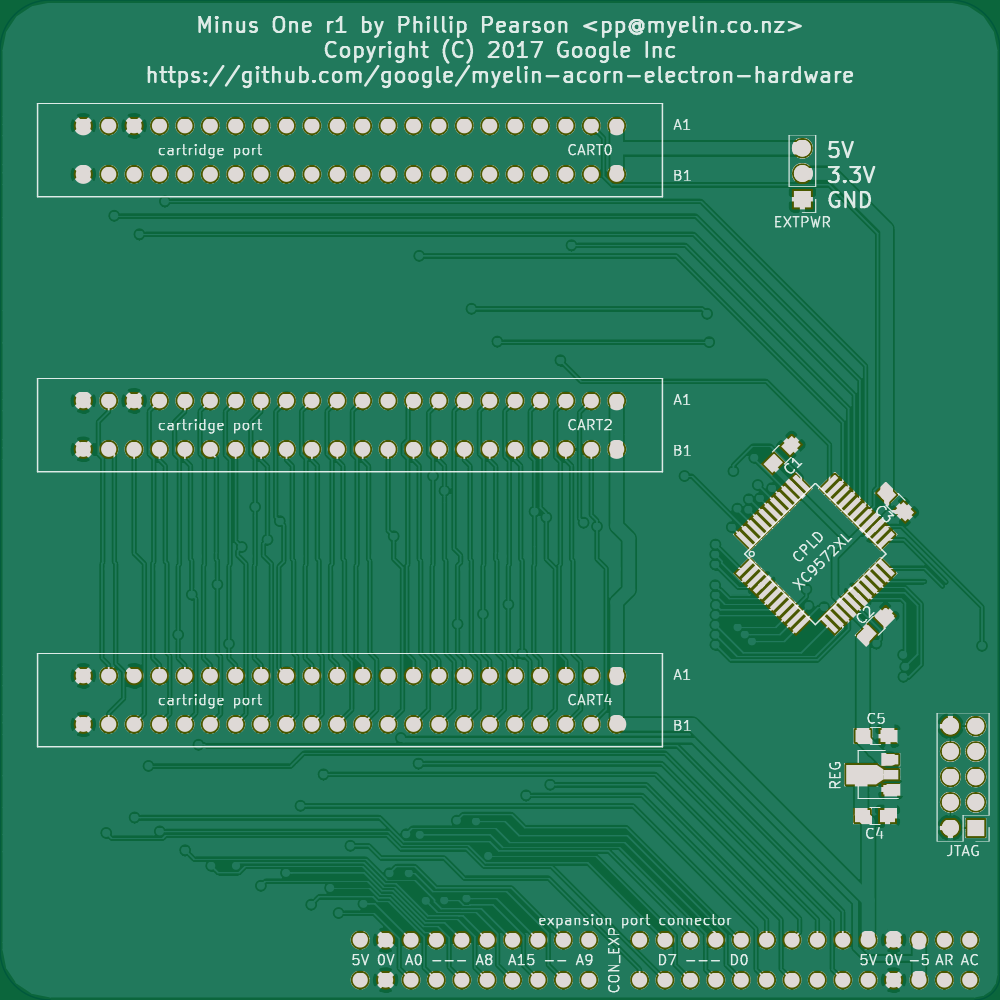 Minus One r1 by Phillip Pearson <pp@myelin.co.nz>
Copyright (C) 2017 Google Inc
https://github.com/google/myelin-acorn-electron-hardware
A1
cartridge port CART0
B1
5V
3.3V
GND
EXTPWR
A1
cartridge port CART2
B1
C1
C3
CPLD
XC9572XL
C2
A1
cartridge port CART4
B1
C5
REG
C4
JTAG
expansion port connector
CON_EXP
5V 0V A0 --- A8 A15 -- A9 D7 --- D0 5V 0V -5 AR AC